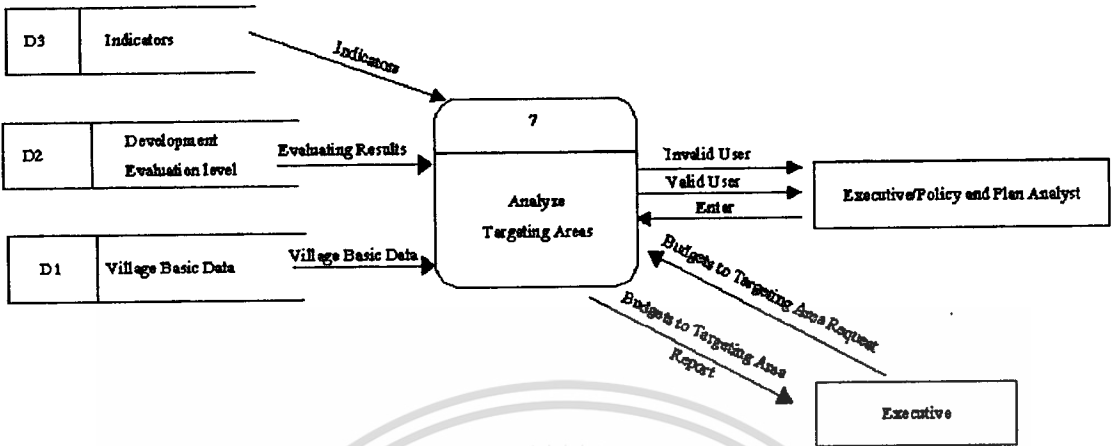 D3
Indicators
Indicators
D2
Development
Evaluation level
Evaluating Results
D1
Village Basic Data
Village Basic Data
7
Analyze
Targeting Areas
Invalid User
Valid User
Enter
Executive/Policy and Plan Analyst
Budgets to Targeting Area Request
Budgets to Targeting Area
Report
Executive